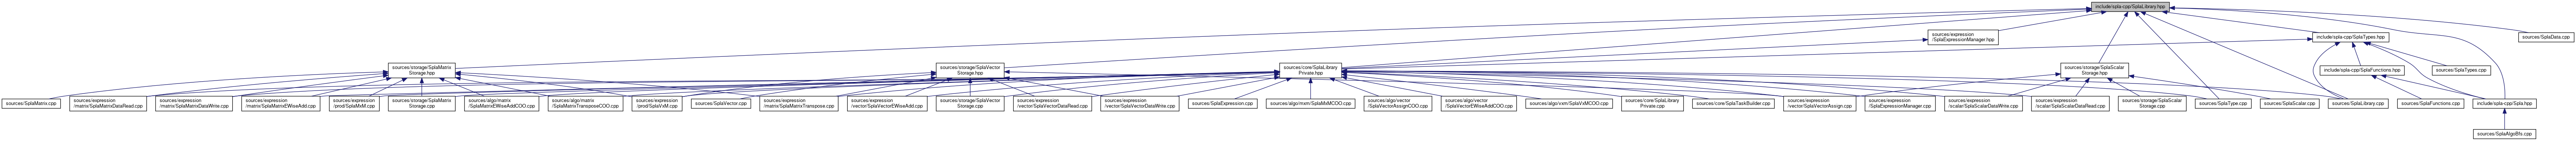 include/spla-cpp/SplaLibrary.hpp
sources/expression
/SplaExpressionManager.hpp
include/spla-cpp/SplaTypes.hpp
sources/SplaData.cpp
sources/storage/SplaMatrix
Storage.hpp
sources/storage/SplaVector
Storage.hpp
sources/core/SplaLibrary
Private.hpp
sources/storage/SplaScalar
Storage.hpp
include/spla-cpp/SplaFunctions.hpp
sources/SplaTypes.cpp
sources/SplaMatrix.cpp
sources/expression
/matrix/SplaMatrixDataRead.cpp
sources/expression
/matrix/SplaMatrixDataWrite.cpp
sources/expression
/matrix/SplaMatrixEWiseAdd.cpp
sources/expression
/prod/SplaMxM.cpp
sources/storage/SplaMatrix
Storage.cpp
sources/algo/matrix
/SplaMatrixEWiseAddCOO.cpp
sources/algo/matrix
/SplaMatrixTransposeCOO.cpp
sources/expression
/prod/SplaVxM.cpp
sources/SplaVector.cpp
sources/expression
/matrix/SplaMatrixTranspose.cpp
sources/expression
/vector/SplaVectorEWiseAdd.cpp
sources/storage/SplaVector
Storage.cpp
sources/expression
/vector/SplaVectorDataRead.cpp
sources/expression
/vector/SplaVectorDataWrite.cpp
sources/SplaExpression.cpp
sources/algo/mxm/SplaMxMCOO.cpp
sources/algo/vector
/SplaVectorAssignCOO.cpp
sources/algo/vector
/SplaVectorEWiseAddCOO.cpp
sources/algo/vxm/SplaVxMCOO.cpp
sources/core/SplaLibrary
Private.cpp
sources/core/SplaTaskBuilder.cpp
sources/expression
/vector/SplaVectorAssign.cpp
sources/expression
/SplaExpressionManager.cpp
sources/expression
/scalar/SplaScalarDataWrite.cpp
sources/expression
/scalar/SplaScalarDataRead.cpp
sources/storage/SplaScalar
Storage.cpp
sources/SplaType.cpp
sources/SplaScalar.cpp
sources/SplaLibrary.cpp
sources/SplaFunctions.cpp
include/spla-cpp/Spla.hpp
sources/SplaAlgoBfs.cpp